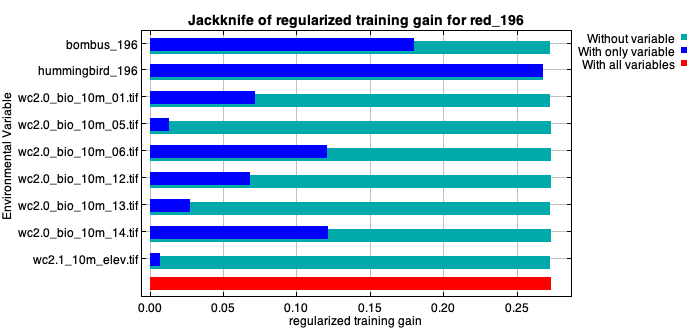 Jackknife of regularized training gain for red_196
Without variable
With only variable
With all variables
Environmental Variable
bombus_196
hummingbird_196
wc2.0_bio_10m_01.tif
wc2.0_bio_10m_05.tif
wc2.0_bio_10m_06.tif
wc2.0_bio_10m_12.tif
wc2.0_bio_10m_13.tif
wc2.0_bio_10m_14.tif
wc2.1_10m_elev.tif
0.00 0.05 0.10 0.15 0.20 0.25
regularized training gain